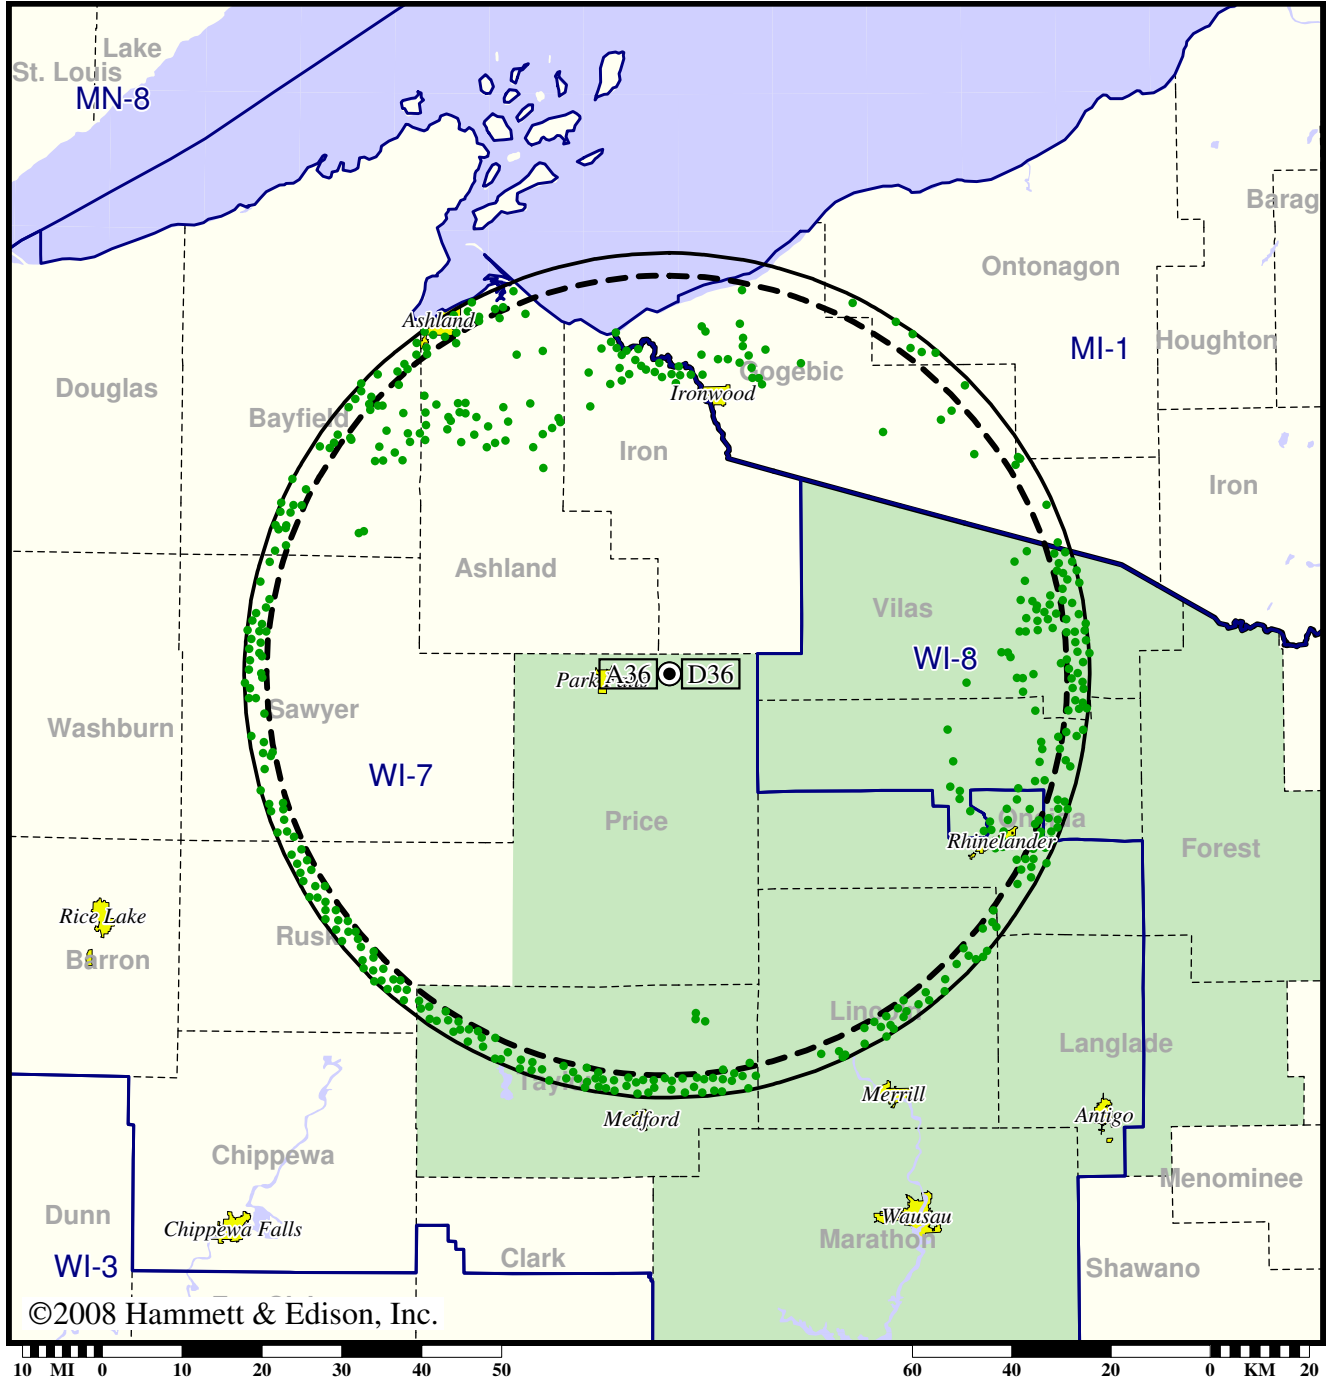 Lake
St. Louis
MN-8
Barag
Ontonagon
Ashland
MI-1
Houghton
Douglas
Gogebic
Bayfield
Ironwood
Iron
Iron
Ashland
Vilas
WI-8
Park Falls
A36
D36
Sawyer
Washburn
WI-7
Price
Oneida
Rhinelander
Forest
Rice Lake
Rusk
Barron
Lincoln
Langlade
Taylor
Merrill
Medford
Antigo
Chippewa
Menominee
Dunn
Chippewa Falls
Wausau
Marathon
Clark
WI-3
Shawano
©2008 Hammett & Edison, Inc.
10 MI 0 10 20 30 40 50
60 40 20 0 KM 20